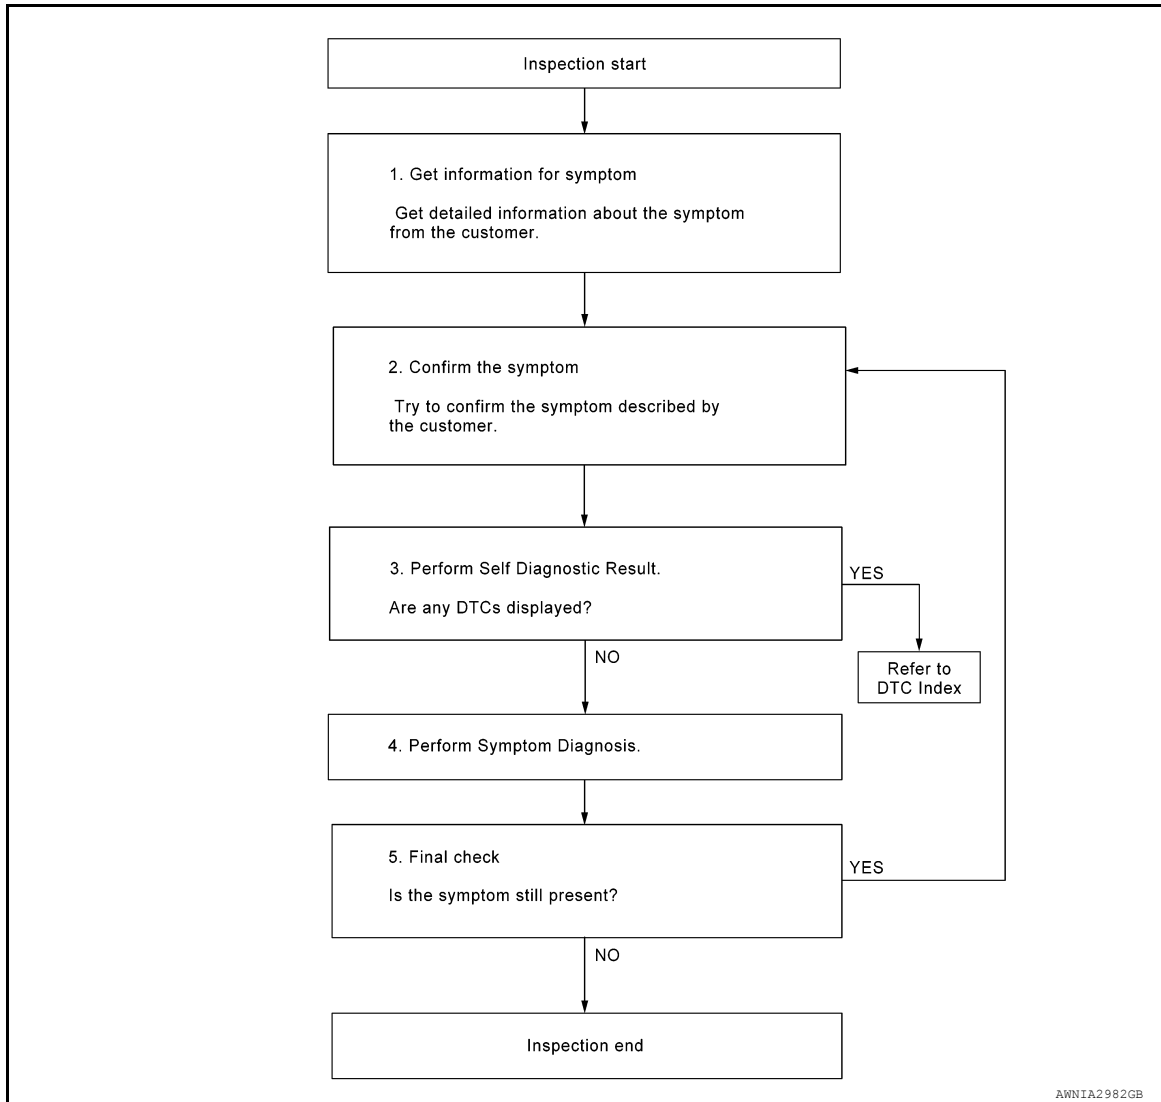 Inspection start
1. Get information for symptom
Get detailed information about the symptom
from the customer.
2. Confirm the symptom
Try to confirm the symptom described by
the customer.
3. Perform Self Diagnostic Result.
Are any DTCs displayed?
YES
Refer to
DTC Index
NO
4. Perform Symptom Diagnosis.
5. Final check
Is the symptom still present?
YES
NO
Inspection end
AWNIA2982GB